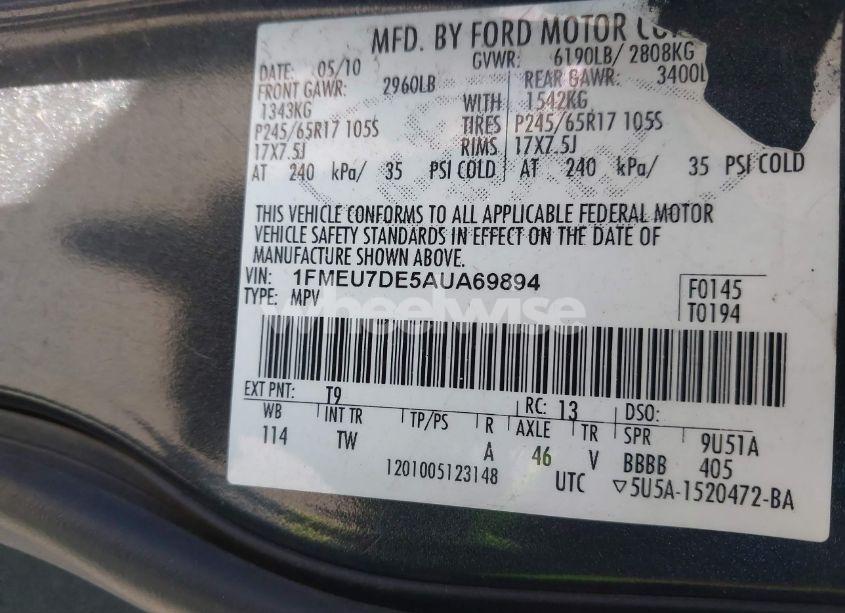 MFD. BY FORD MOTOR CO
DATE: 05/10 GVWR: 6190LB/ 2808KG
FRONT GAWR: 2960LB REAR GAWR: 3400L
1343KG WITH 1542KG
P245/65R17 105S TIRES P245/65R17 105S
17X7.5J RIMS 17X7.5J
AT 240 kPa/ 35 PSI COLD AT 240 kPa/ 35 PSI COLD
THIS VEHICLE CONFORMS TO ALL APPLICABLE FEDERAL MOTOR
VEHICLE SAFETY STANDARDS IN EFFECT ON THE DATE OF
MANUFACTURE SHOWN ABOVE.
VIN: 1FMEU7DE5AUA69894 F0145
TYPE: MPV T0194
wheelwise
EXT PNT: T9 RC: 13 DSO:
WB INT TR TP/PS R AXLE TR SPR 9U51A
114 TW A 46 V BBBB 405
1201005123148 UTC ▽5U5A-1520472-BA